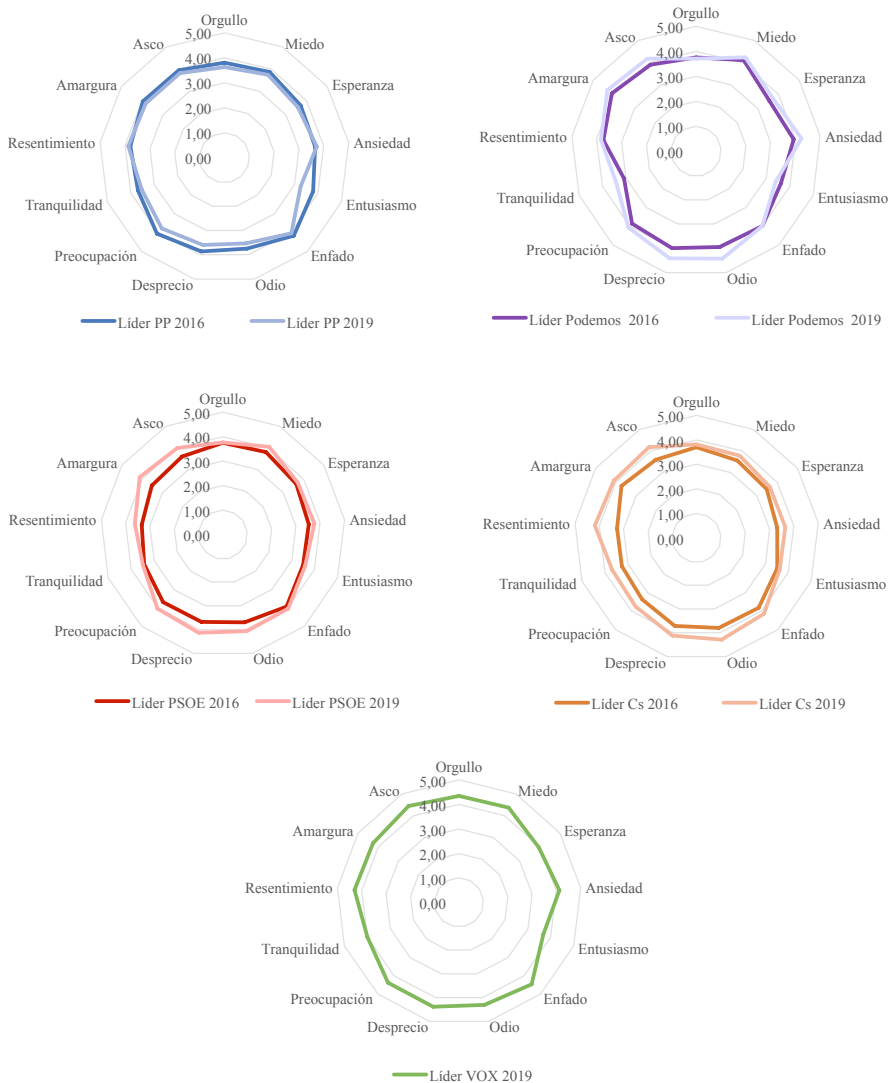 Orgullo
Miedo
Esperanza
Ansiedad
Entusiasmo
Enfado
Odio
Desprecio
Preocupación
Tranquilidad
Resentimiento
Amargura
Asco
5,00
4,00
3,00
2,00
1,00
0,00
Líder PP 2016 Líder PP 2019
Orgullo
Miedo
Esperanza
Ansiedad
Entusiasmo
Enfado
Odio
Desprecio
Preocupación
Tranquilidad
Resentimiento
Amargura
Asco
5,00
4,00
3,00
2,00
1,00
0,00
Líder Podemos 2016 Líder Podemos 2019
Orgullo
Miedo
Esperanza
Ansiedad
Entusiasmo
Enfado
Odio
Desprecio
Preocupación
Tranquilidad
Resentimiento
Amargura
Asco
5,00
4,00
3,00
2,00
1,00
0,00
Líder PSOE 2016 Líder PSOE 2019
Orgullo
Miedo
Esperanza
Ansiedad
Entusiasmo
Enfado
Odio
Desprecio
Preocupación
Tranquilidad
Resentimiento
Amargura
Asco
5,00
4,00
3,00
2,00
1,00
0,00
Líder Cs 2016 Líder Cs 2019
Orgullo
Miedo
Esperanza
Ansiedad
Entusiasmo
Enfado
Odio
Desprecio
Preocupación
Tranquilidad
Resentimiento
Amargura
Asco
5,00
4,00
3,00
2,00
1,00
0,00
Líder VOX 2019